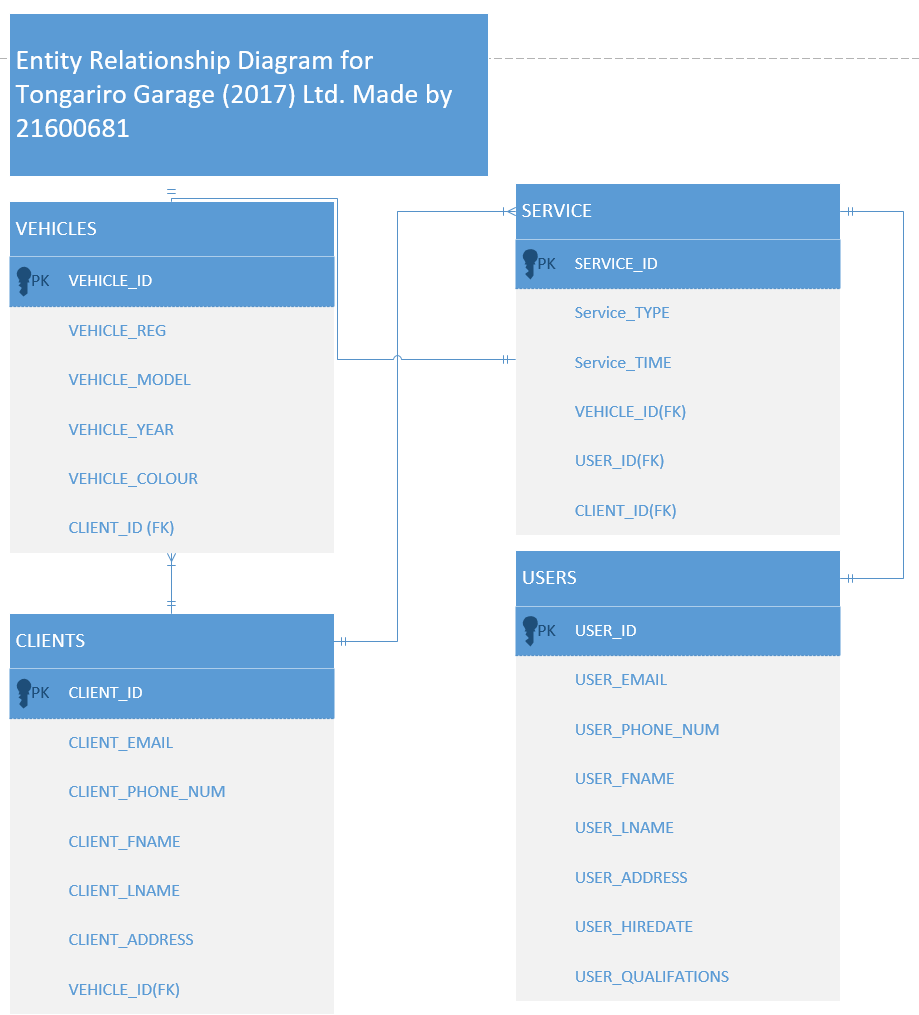 Entity Relationship Diagram for
Tongariro Garage (2017) Ltd. Made by
21600681
VEHICLES
PK VEHICLE_ID
VEHICLE_REG
VEHICLE_MODEL
VEHICLE_YEAR
VEHICLE_COLOUR
CLIENT_ID (FK)
SERVICE
PK SERVICE_ID
Service_TYPE
Service_TIME
VEHICLE_ID(FK)
USER_ID(FK)
CLIENT_ID(FK)
CLIENTS
PK CLIENT_ID
CLIENT_EMAIL
CLIENT_PHONE_NUM
CLIENT_FNAME
CLIENT_LNAME
CLIENT_ADDRESS
VEHICLE_ID(FK)
USERS
PK USER_ID
USER_EMAIL
USER_PHONE_NUM
USER_FNAME
USER_LNAME
USER_ADDRESS
USER_HIREDATE
USER_QUALIFATIONS